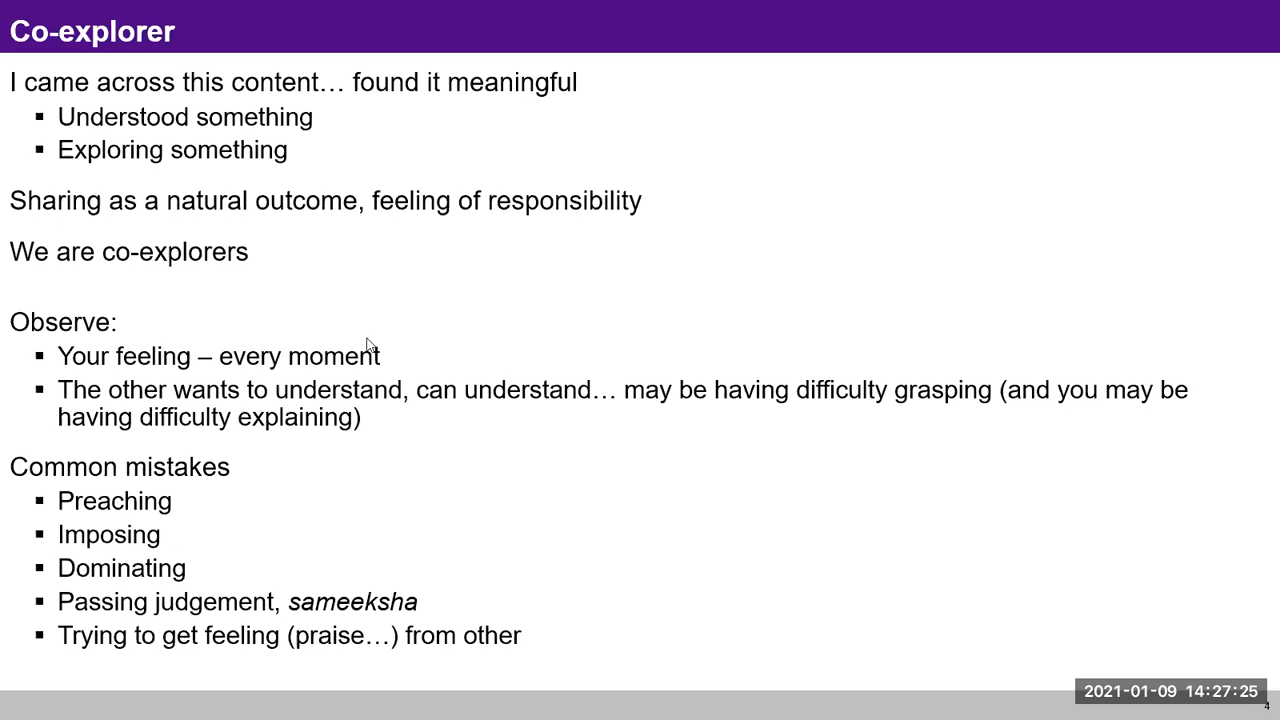 Co-explorer
I came across this content… found it meaningful
▪ Understood something
▪ Exploring something
Sharing as a natural outcome, feeling of responsibility
We are co-explorers
Observe:
▪ Your feeling – every moment
▪ The other wants to understand, can understand… may be having difficulty grasping (and you may be
having difficulty explaining)
Common mistakes
▪ Preaching
▪ Imposing
▪ Dominating
▪ Passing judgement, sameeksha
▪ Trying to get feeling (praise…) from other
2021-01-09 14:27:25
4